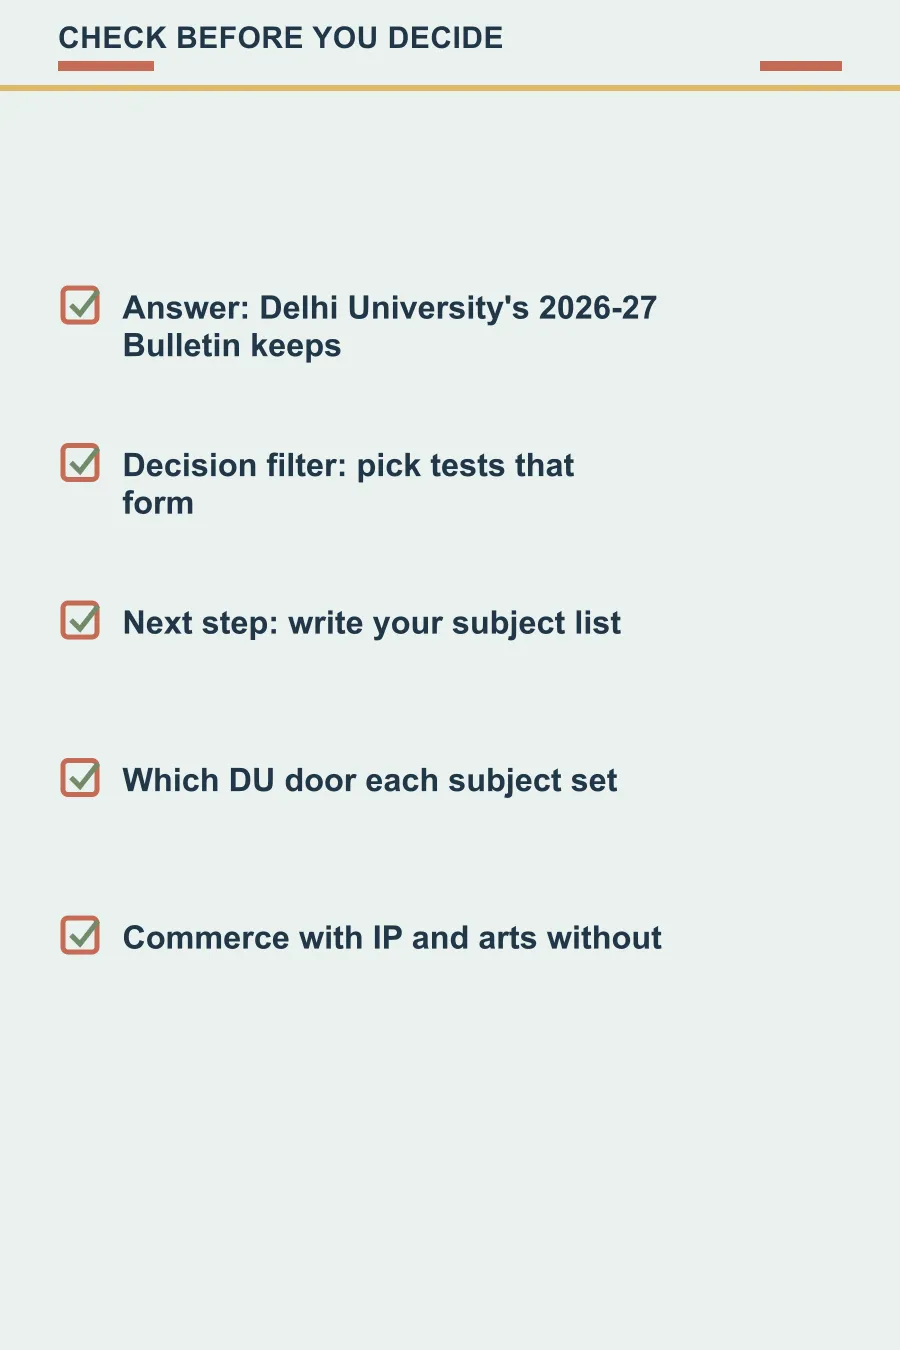 CHECK BEFORE YOU DECIDE
Answer: Delhi University's 2026-27
Bulletin keeps
Decision filter: pick tests that
form
Next step: write your subject list
Which DU door each subject set
Commerce with IP and arts without